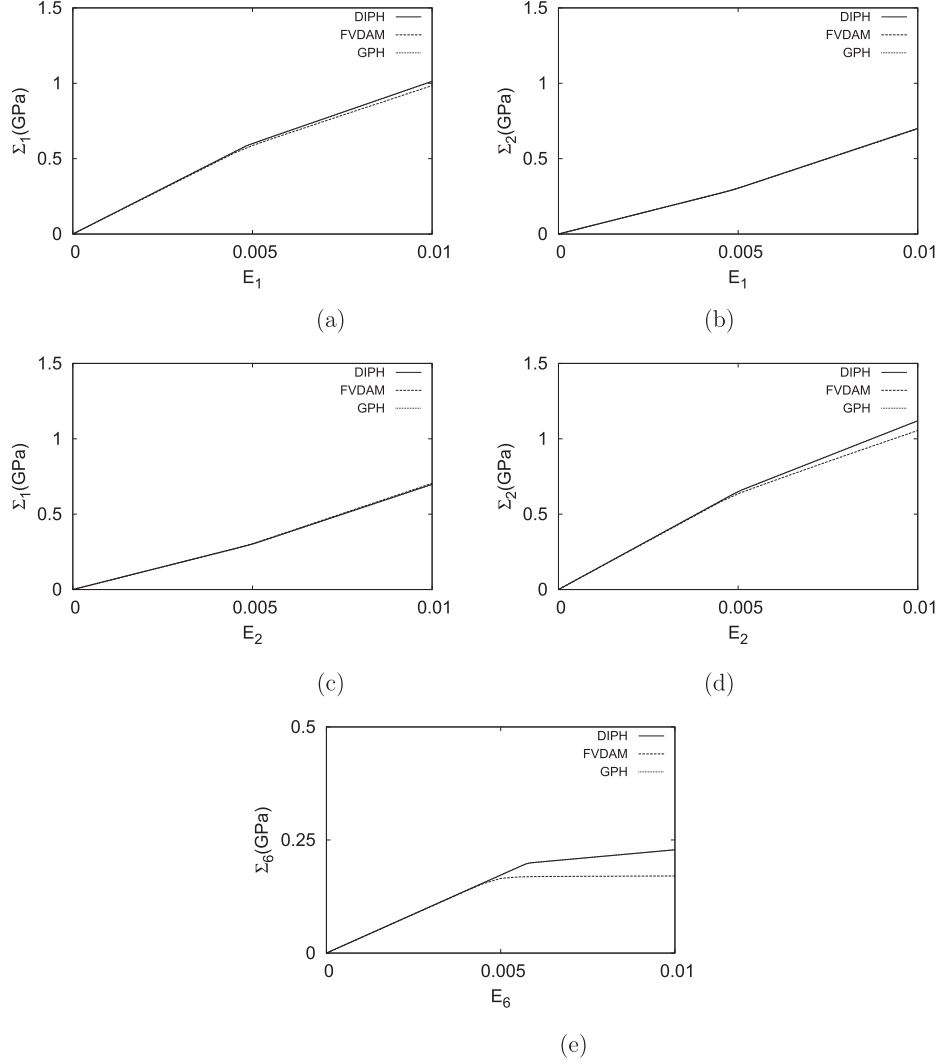 1.5
DIPH
FVDAM
GPH
1
Σ1(GPa)
0.5
0
0 0.005 0.01
E1
(a)
1.5
DIPH
FVDAM
GPH
1
Σ2(GPa)
0.5
0
0 0.005 0.01
E1
(b)
1.5
DIPH
FVDAM
GPH
1
Σ1(GPa)
0.5
0
0 0.005 0.01
E2
(c)
1.5
DIPH
FVDAM
GPH
1
Σ2(GPa)
0.5
0
0 0.005 0.01
E2
(d)
0.5
DIPH
FVDAM
GPH
Σ6(GPa)
0.25
0
0 0.005 0.01
E6
(e)